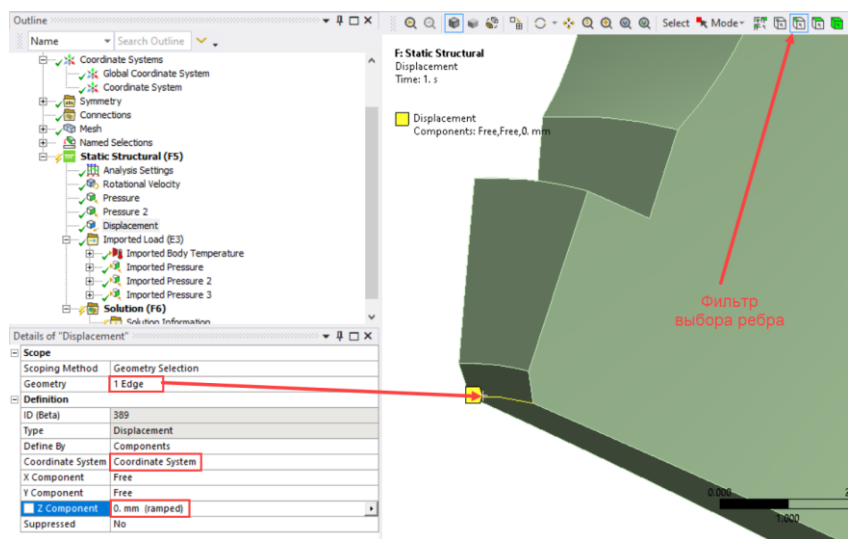 Outline
Name
Search Outline
Select
Mode
Coordinate Systems
Global Coordinate System
Coordinate System
Symmetry
Connections
Mesh
Named Selections
Static Structural (F5)
Analysis Settings
Rotational Velocity
Pressure
Pressure 2
Displacement
Imported Load (E3)
Imported Body Temperature
Imported Pressure
Imported Pressure 2
Imported Pressure 3
Solution (F6)
Solution Information
F: Static Structural
Displacement
Time: 1. s
Displacement
Components: Free,Free,0. mm
Фильтр
выбора ребра
Details of "Displacement"
Scope
Scoping Method Geometry Selection
Geometry 1 Edge
Definition
ID (Beta) 389
Type Displacement
Define By Components
Coordinate System Coordinate System
X Component Free
Y Component Free
Z Component 0. mm (ramped)
Suppressed No
0.000
1.000